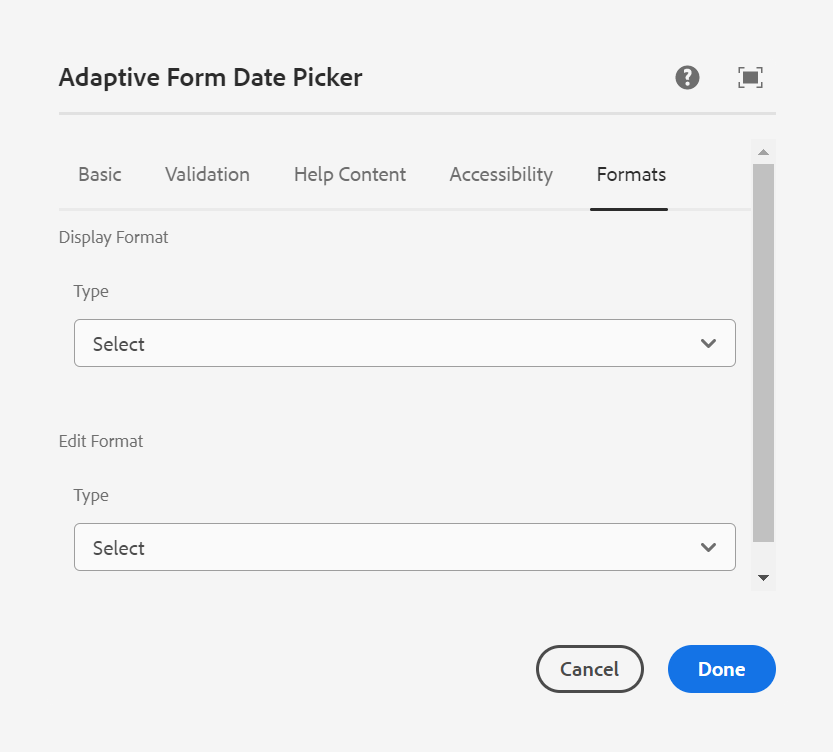 Adaptive Form Date Picker
Basic Validation Help Content Accessibility Formats
Display Format
Type
Select
Edit Format
Type
Select
Cancel Done